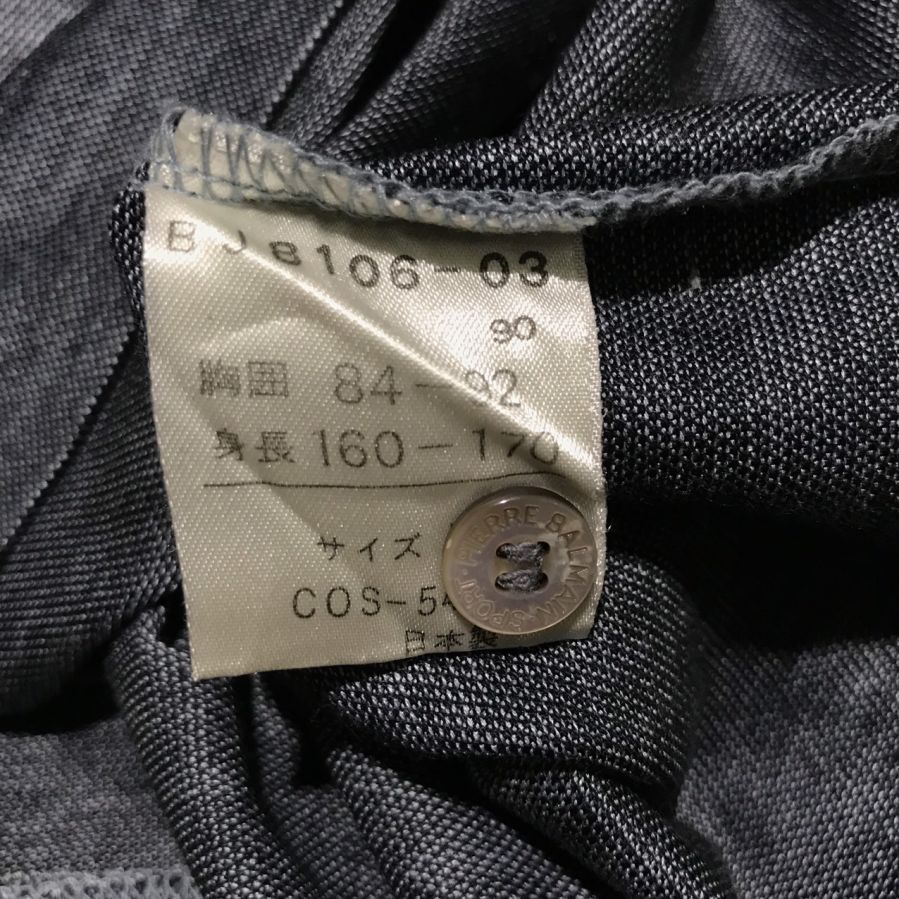 BJ8106-03
90
胸囲 84-92
身長 160-170
サイズ
COS-54
日本製
PIERRE BALMAIN · SPORT ·